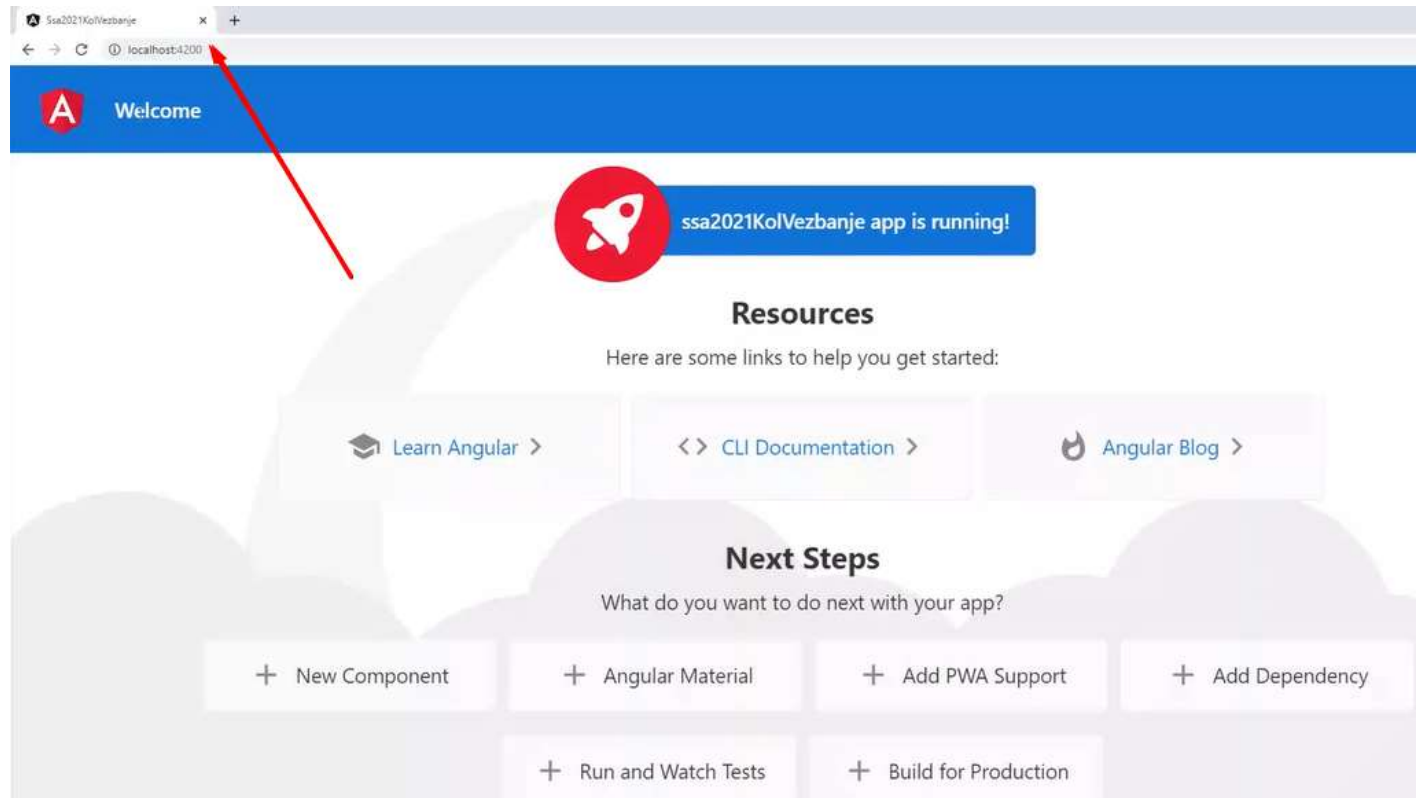 Ssa2021KolVezbanje
localhost:4200
Welcome
ssa2021KolVezbanje app is running!
Resources
Here are some links to help you get started:
Learn Angular
CLI Documentation
Angular Blog
Next Steps
What do you want to do next with your app?
New Component
Angular Material
Add PWA Support
Add Dependency
Run and Watch Tests
Build for Production